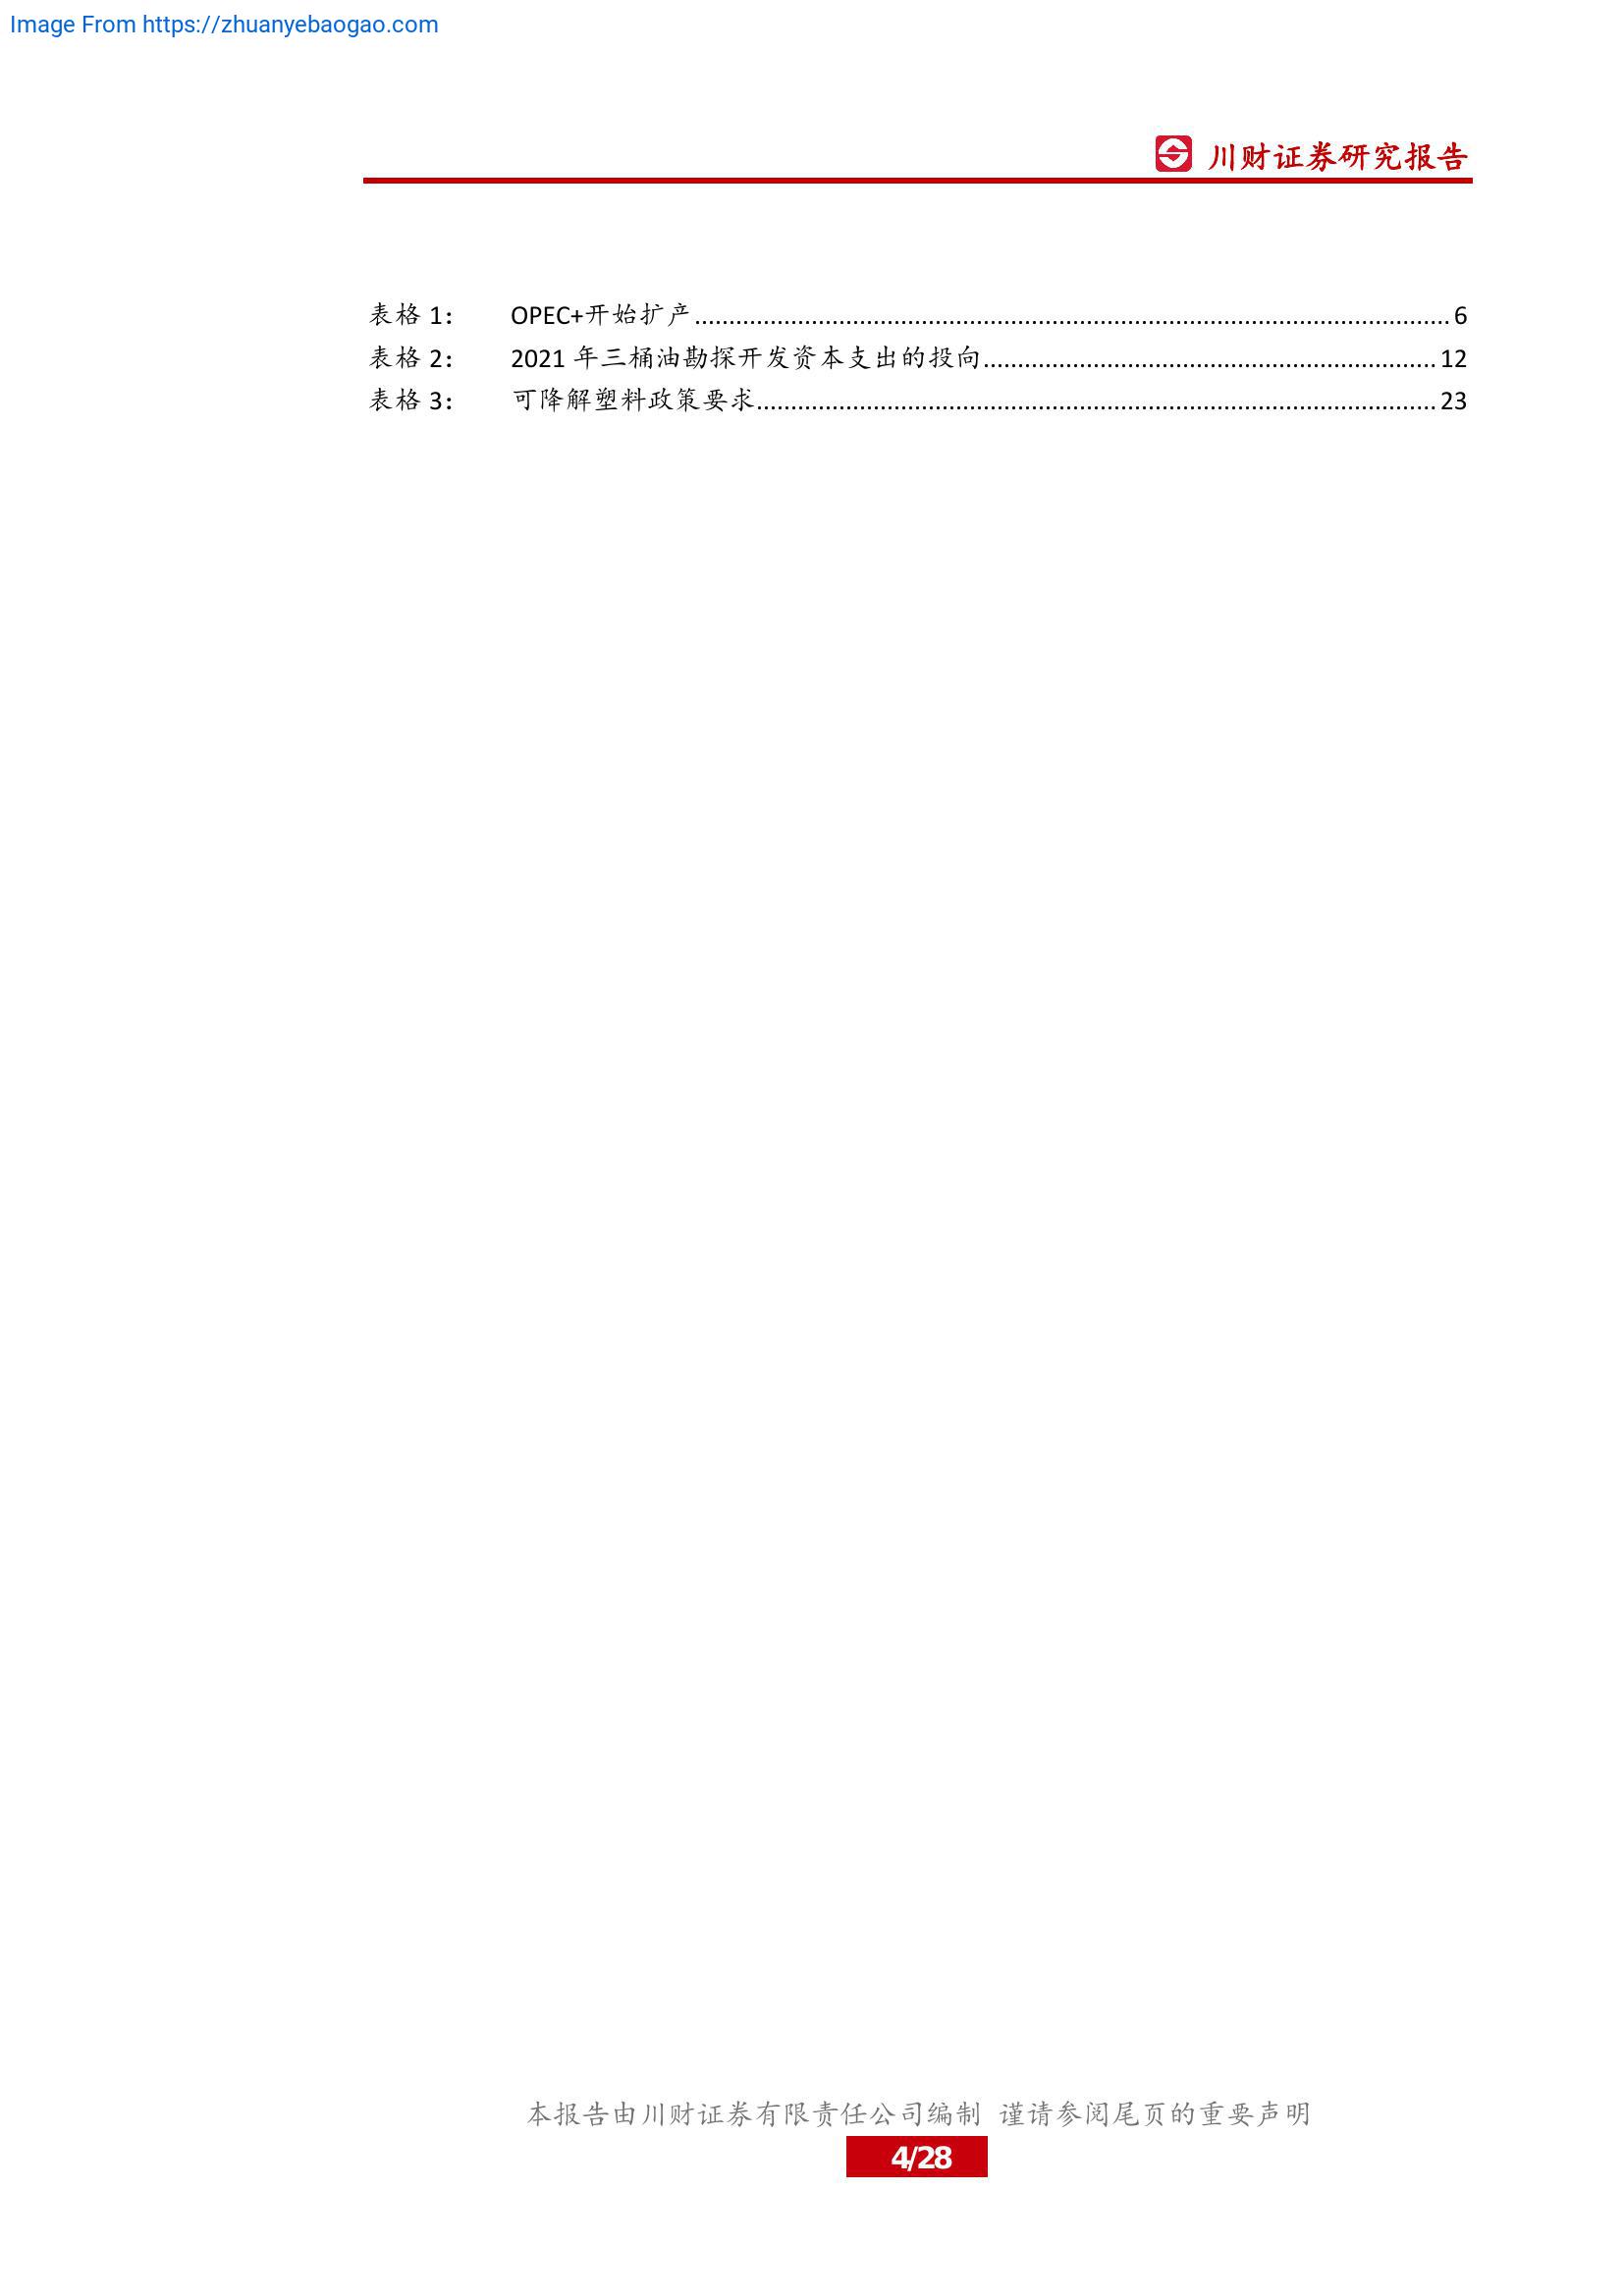 Image From https://zhuanyebaogao.com
川财证券研究报告
表格 1： OPEC+开始扩产 6
表格 2： 2021 年三桶油勘探开发资本支出的投向 12
表格 3： 可降解塑料政策要求 23
本报告由川财证券有限责任公司编制 谨请参阅尾页的重要声明
4/28